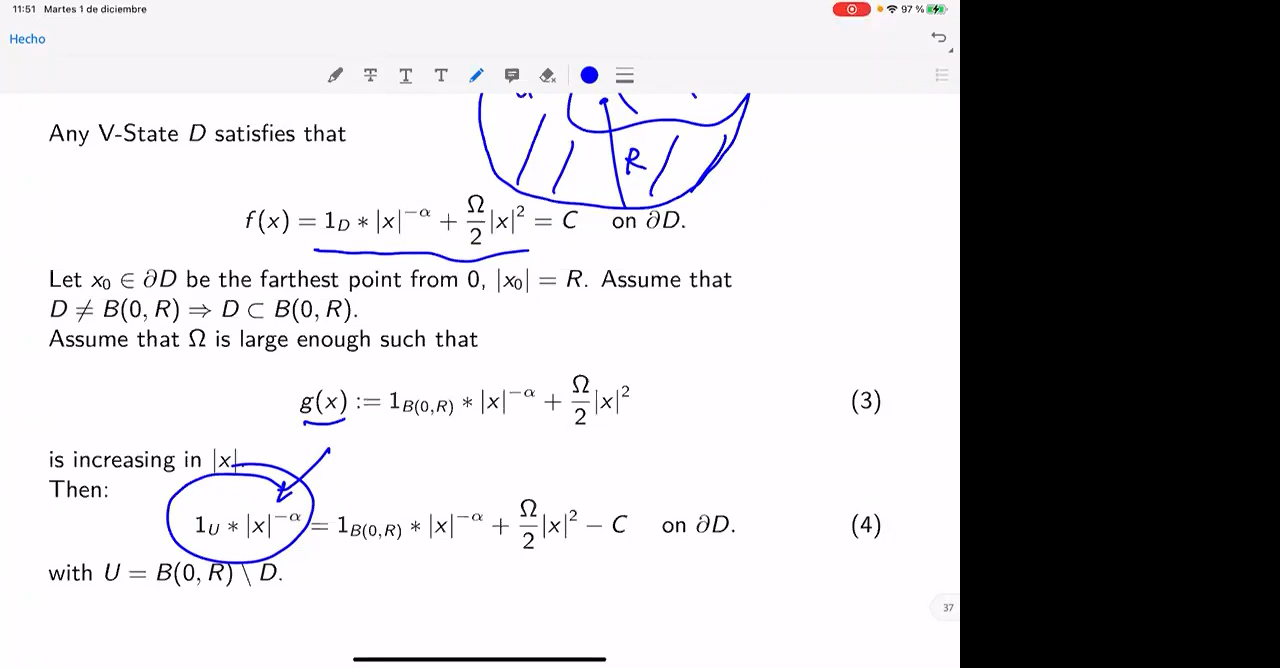 11:51 Martes 1 de diciembre
97 %
Hecho
T T T
R
Any V-State D satisfies that
f(x) = 1_D ∗ |x|^{−α} + Ω/2 |x|^2 = C on ∂D.
Let x_0 ∈ ∂D be the farthest point from 0, |x_0| = R. Assume that
D ≠ B(0, R) ⇒ D ⊂ B(0, R).
Assume that Ω is large enough such that
g(x) := 1_{B(0,R)} ∗ |x|^{−α} + Ω/2 |x|^2 (3)
is increasing in |x|.
Then:
1_U ∗ |x|^{−α} = 1_{B(0,R)} ∗ |x|^{−α} + Ω/2 |x|^2 − C on ∂D. (4)
with U = B(0, R) \ D.
37